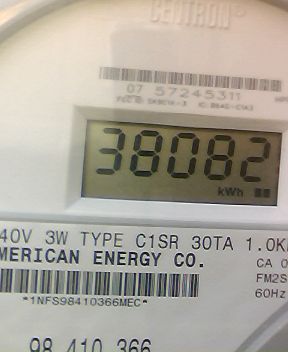 CENTRON®
07 57245311
38082
kWh
40V 3W TYPE C1SR 30TA 1.0K
MERICAN ENERGY CO.
CA 0
FM2S
60Hz
*1NFS98410366MEC*
98 410 366